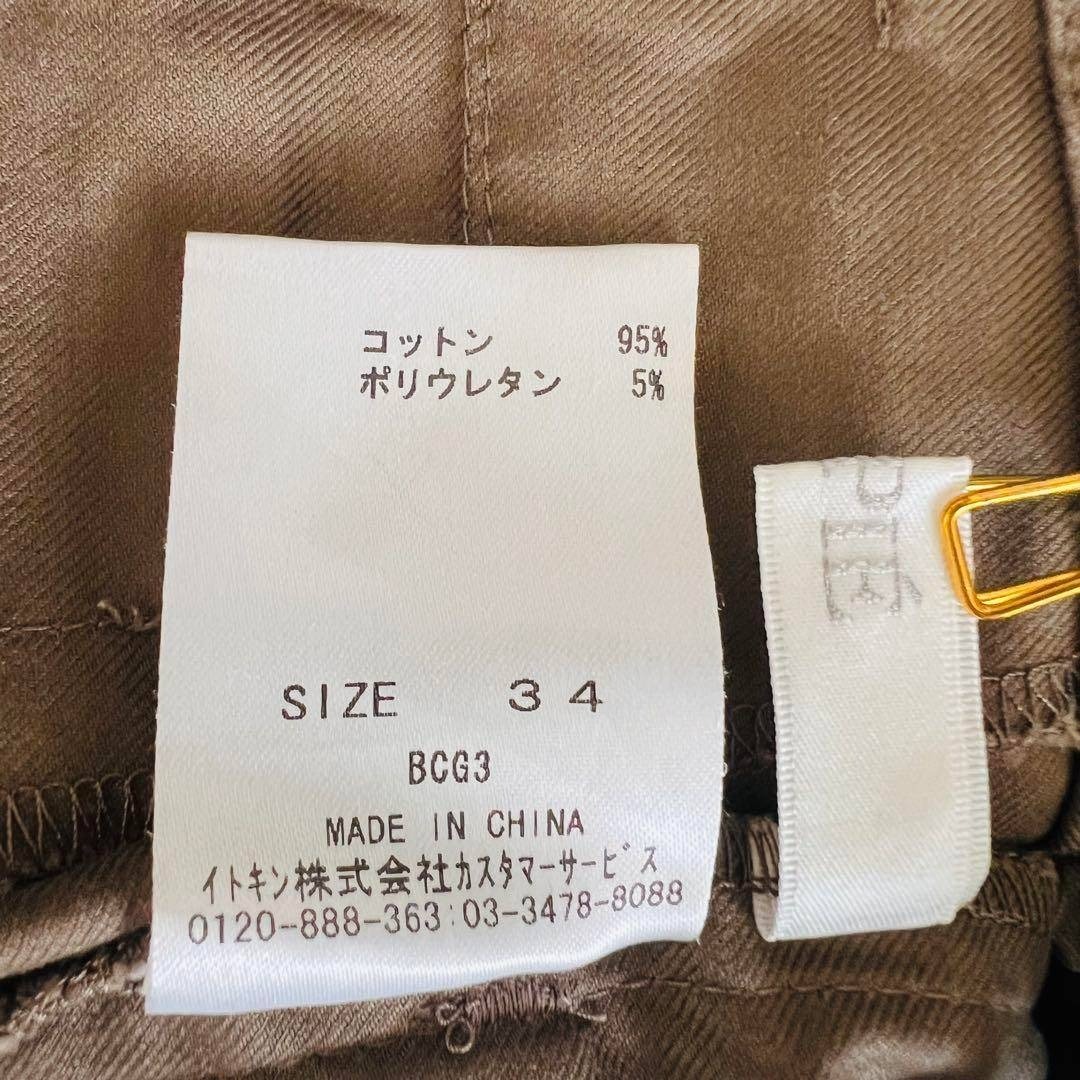 コットン 95%
ポリウレタン 5%
SIZE 34
BCG3
MADE IN CHINA
イトキン株式会社カスタマーサービス
0120-888-363:03-3478-8088